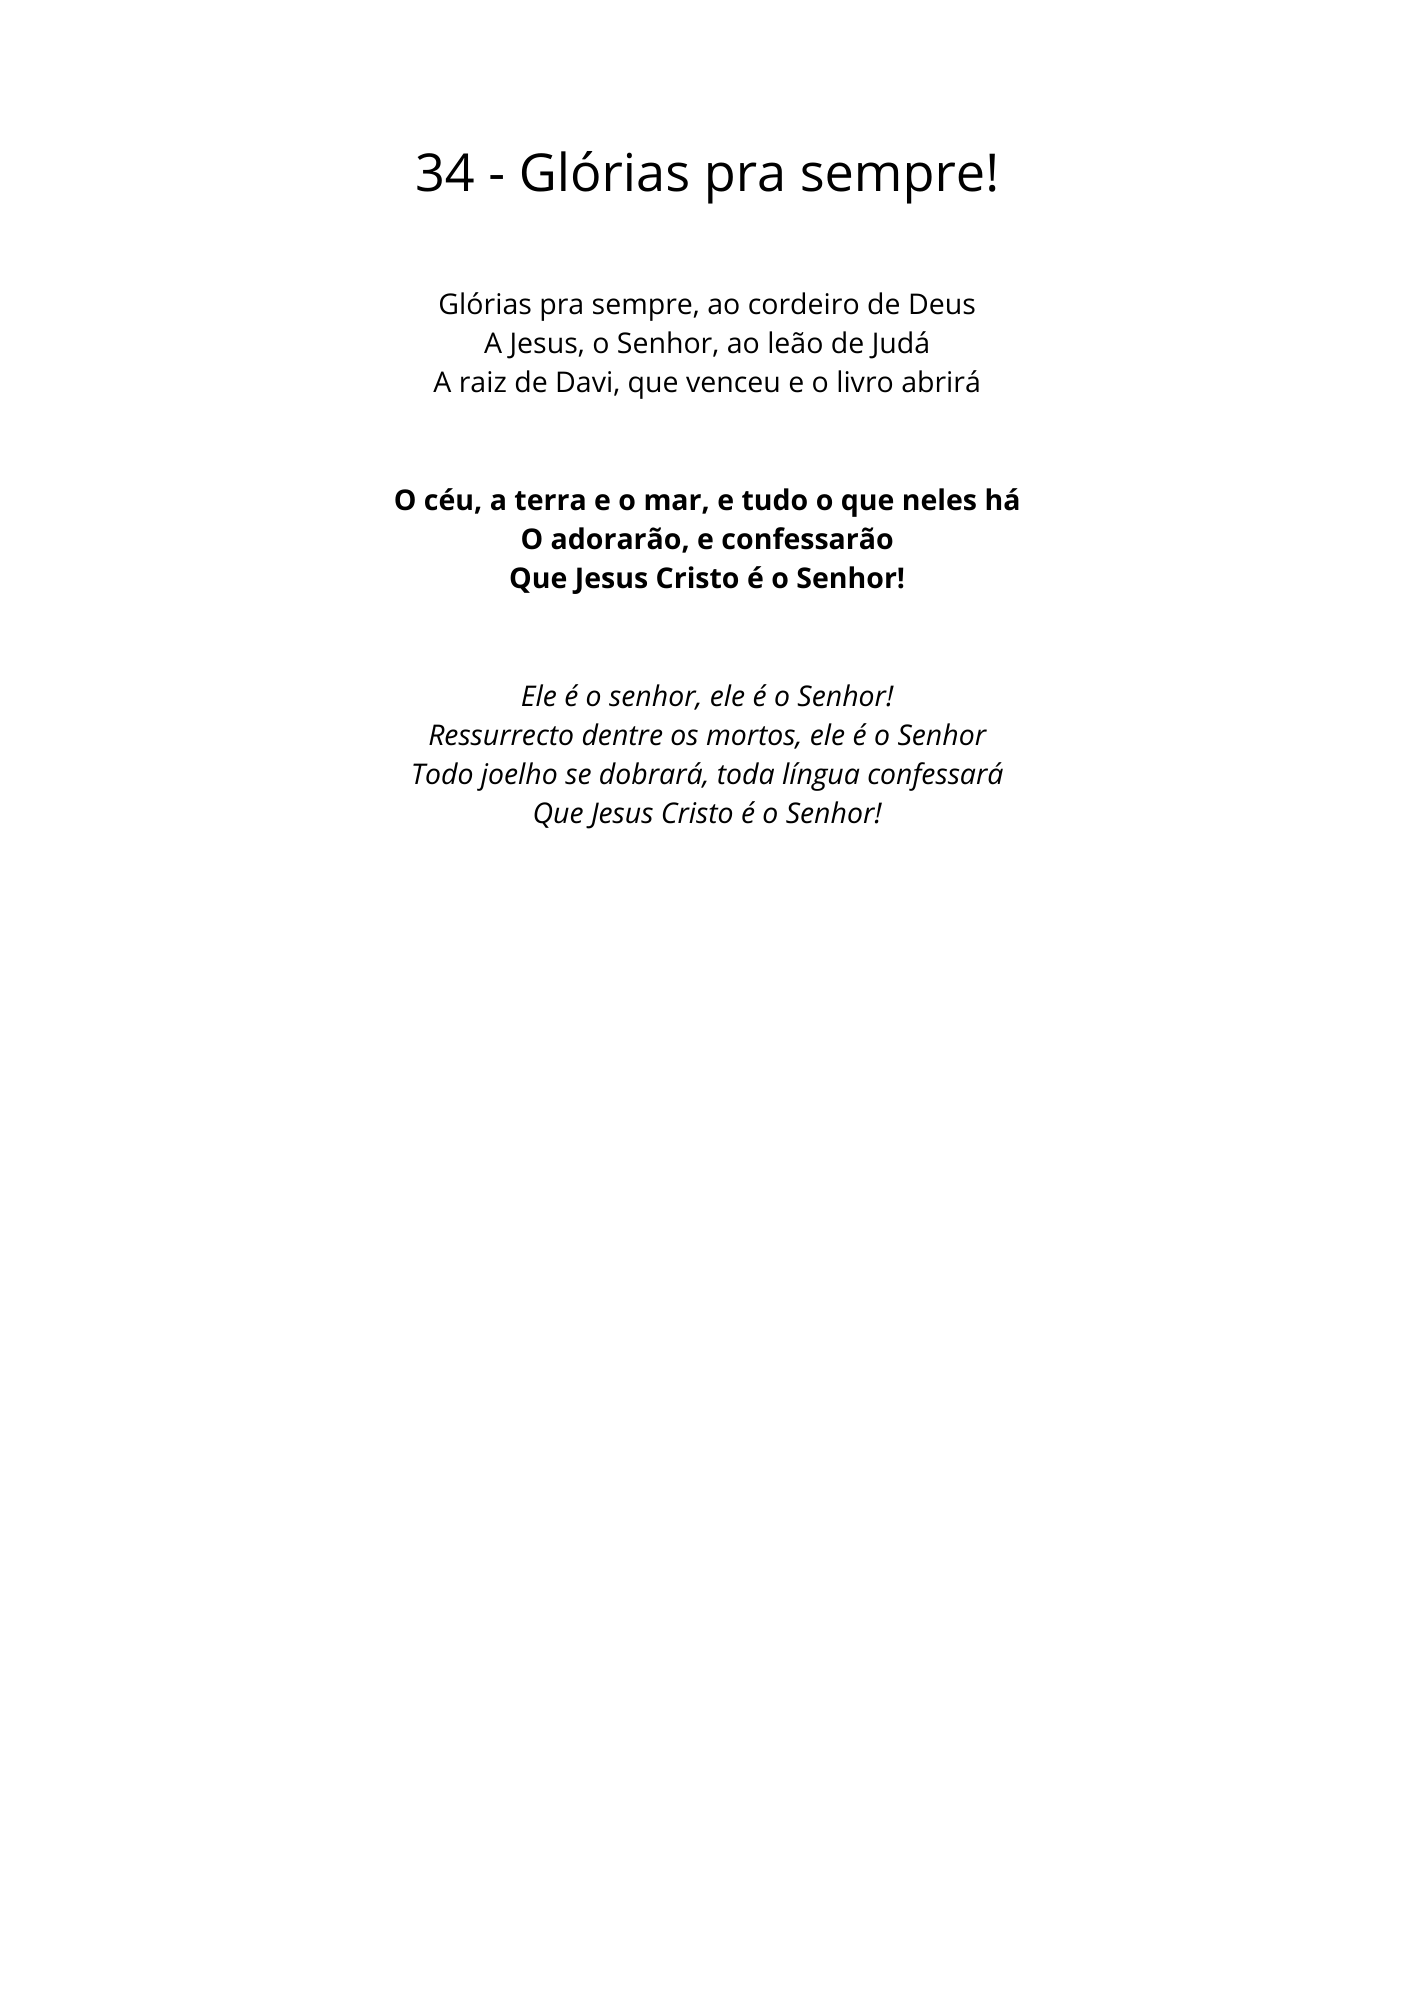 34 - Glórias pra sempre!
Glórias pra sempre, ao cordeiro de Deus
A Jesus, o Senhor, ao leão de Judá
A raiz de Davi, que venceu e o livro abrirá
O céu, a terra e o mar, e tudo o que neles há
O adorarão, e confessarão
Que Jesus Cristo é o Senhor!
Ele é o senhor, ele é o Senhor!
Ressurrecto dentre os mortos, ele é o Senhor
Todo joelho se dobrará, toda língua confessará
Que Jesus Cristo é o Senhor!